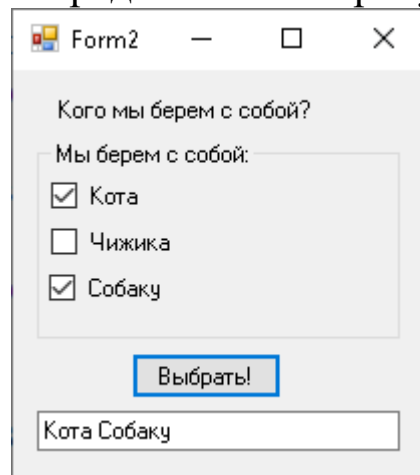 Form2
Кого мы берем с собой?
Мы берем с собой:
Кота
Чижика
Собаку
Выбрать!
Кота Собаку